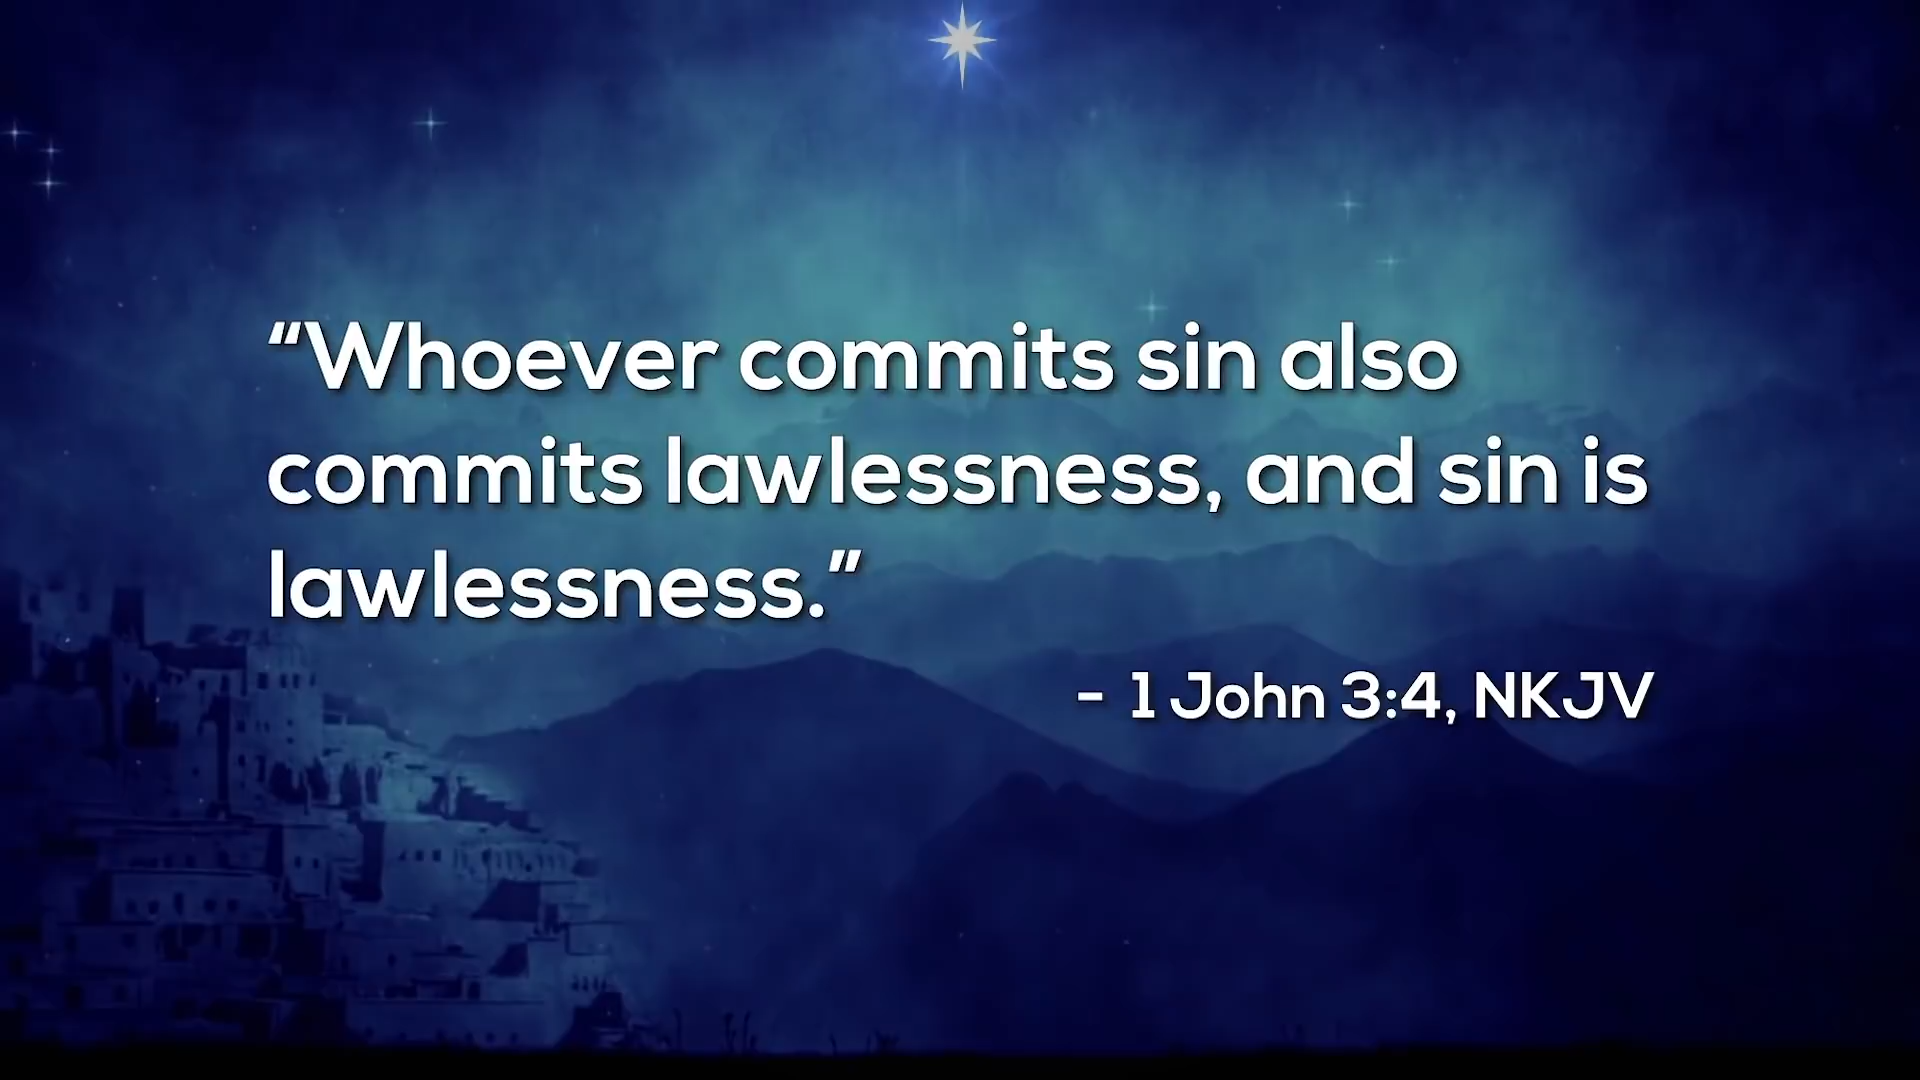 “Whoever commits sin also
commits lawlessness, and sin is
lawlessness.”
- 1 John 3:4, NKJV